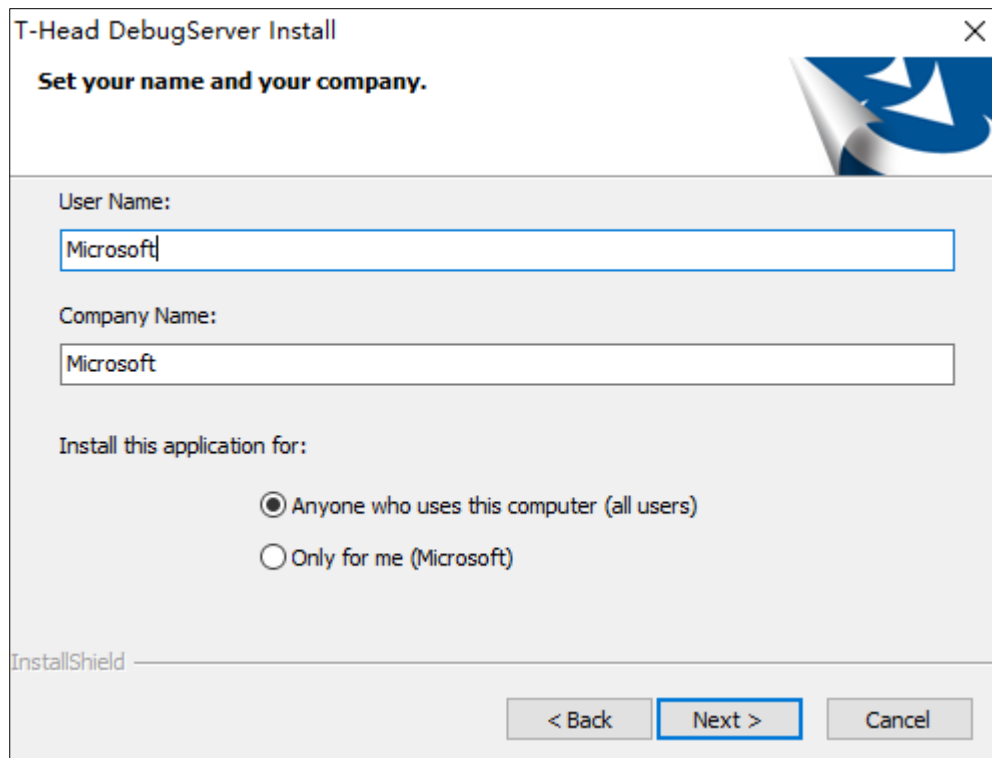 T-Head DebugServer Install
Set your name and your company.
User Name:
Microsoft
Company Name:
Microsoft
Install this application for:
Anyone who uses this computer (all users)
Only for me (Microsoft)
InstallShield
< Back Next > Cancel